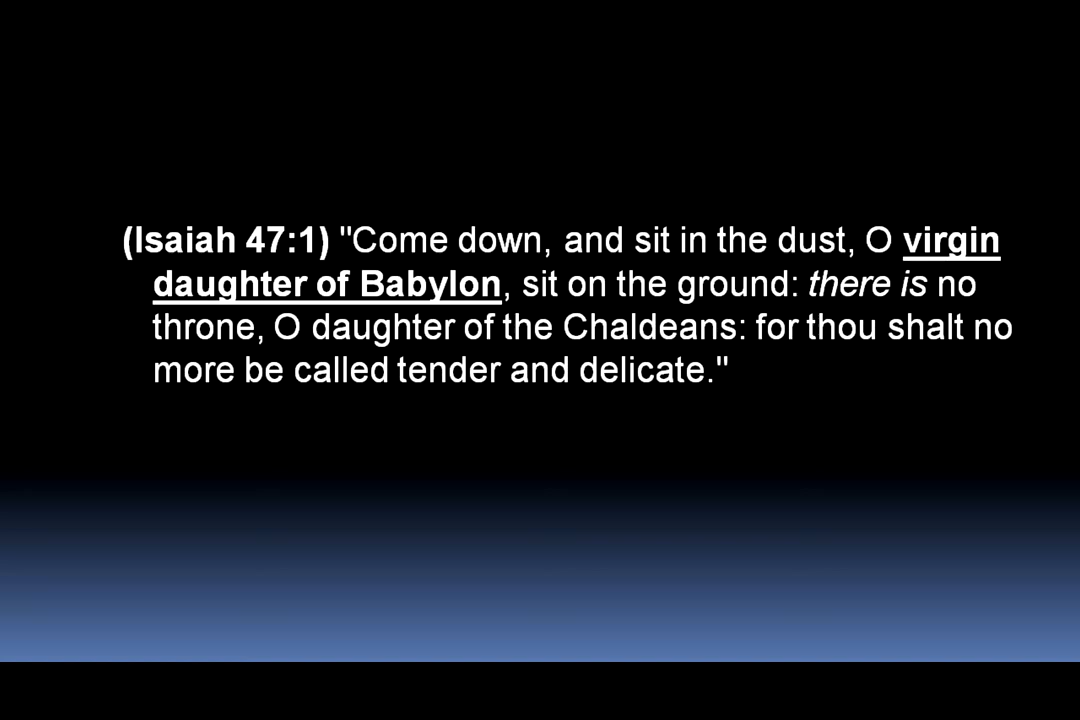 (Isaiah 47:1) "Come down, and sit in the dust, O virgin
daughter of Babylon, sit on the ground: there is no
throne, O daughter of the Chaldeans: for thou shalt no
more be called tender and delicate."